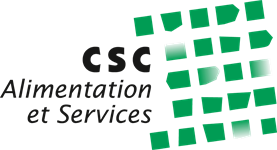 csc
Alimentation
et Services